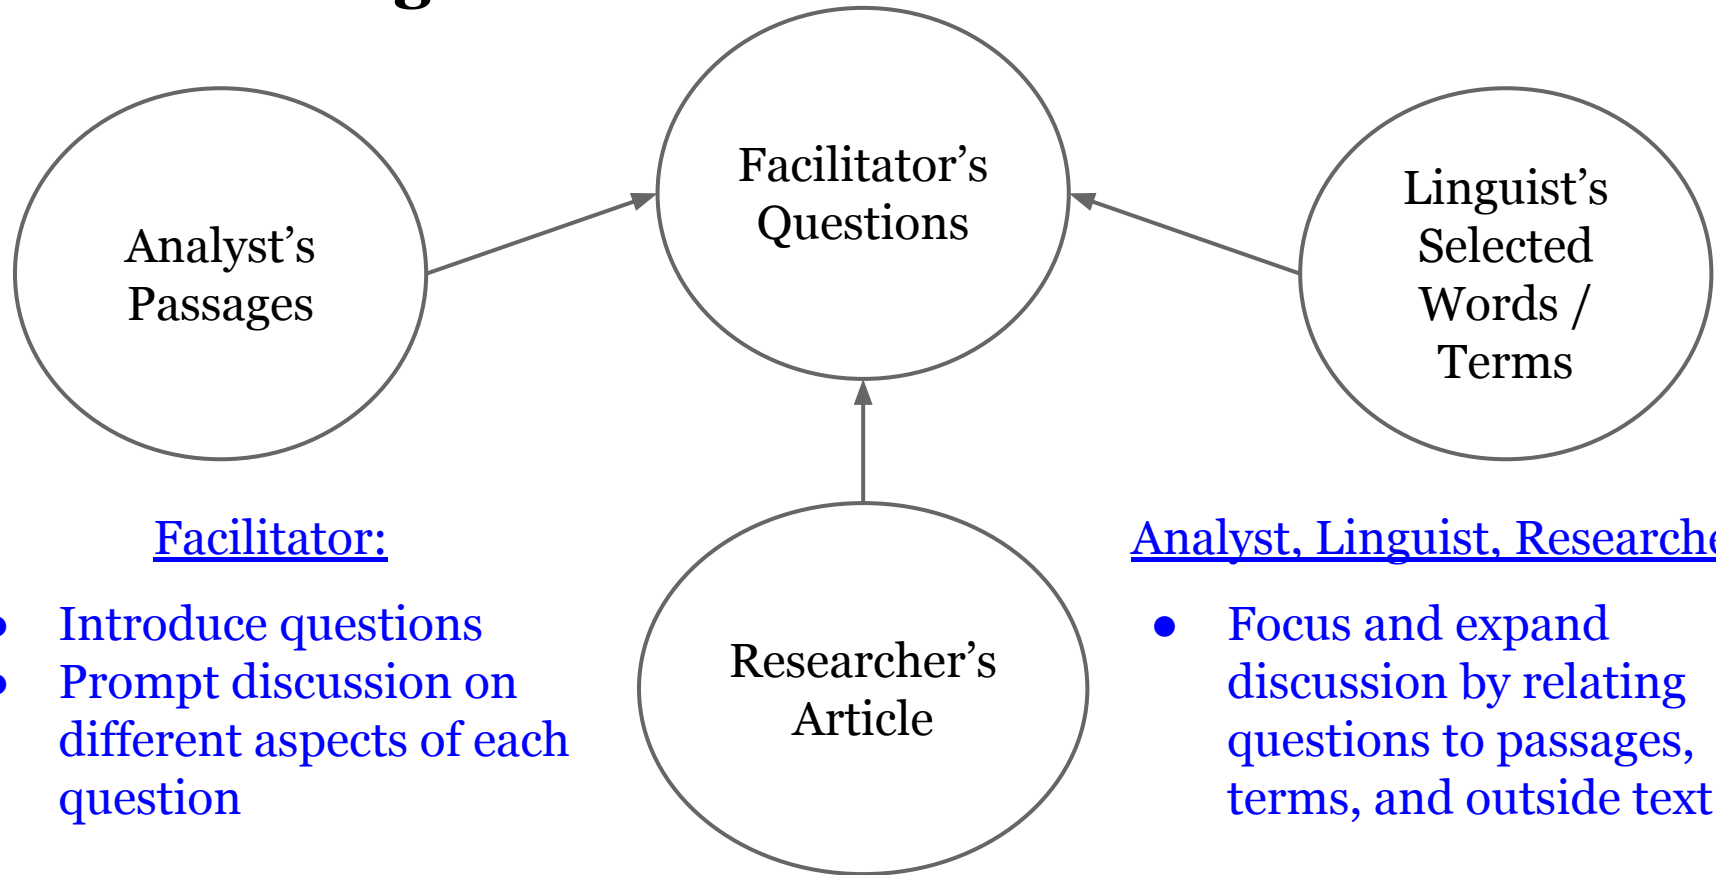 Facilitator’s
Questions
Analyst’s
Passages
Linguist’s
Selected
Words /
Terms
Researcher’s
Article
Facilitator:
● Introduce questions
● Prompt discussion on
different aspects of each
question
Analyst, Linguist,
● Focus and expand
discussion by relating
questions to passages,
terms, and outside text